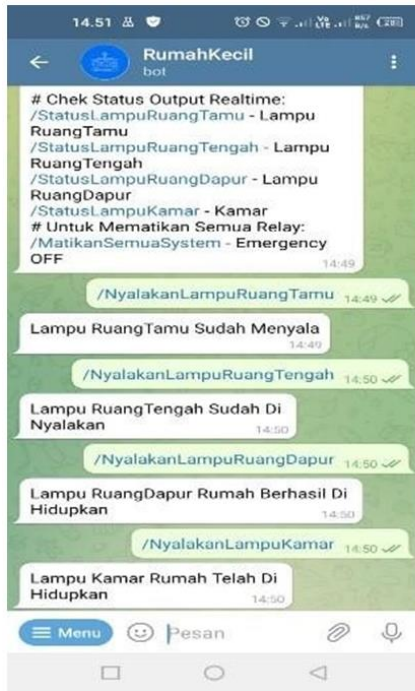 14.51
RumahKecil
bot
# Chek Status Output Realtime:
/StatusLampuRuangTamu - Lampu
RuangTamu
/StatusLampuRuangTengah - Lampu
RuangTengah
/StatusLampuRuangDapur - Lampu
RuangDapur
/StatusLampuKamar - Kamar
# Untuk Mematikan Semua Relay:
/MatikanSemuaSystem - Emergency
OFF
14:49
/NyalakanLampuRuangTamu 14:49
Lampu RuangTamu Sudah Menyala
14:49
/NyalakanLampuRuangTengah 14:50
Lampu RuangTengah Sudah Di
Nyalakan 14:50
/NyalakanLampuRuangDapur 14:50
Lampu RuangDapur Rumah Berhasil Di
Hidupkan 14:50
/NyalakanLampuKamar 14:50
Lampu Kamar Rumah Telah Di
Hidupkan 14:50
Menu Pesan